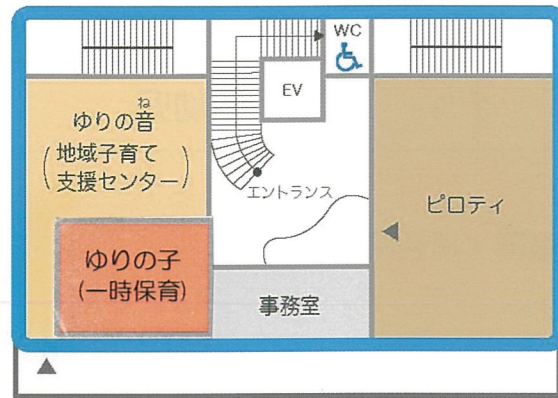 WC
EV
ゆりの音
ね
(地域子育て
支援センター)
エントランス
ピロティ
ゆりの子
(一時保育)
事務室